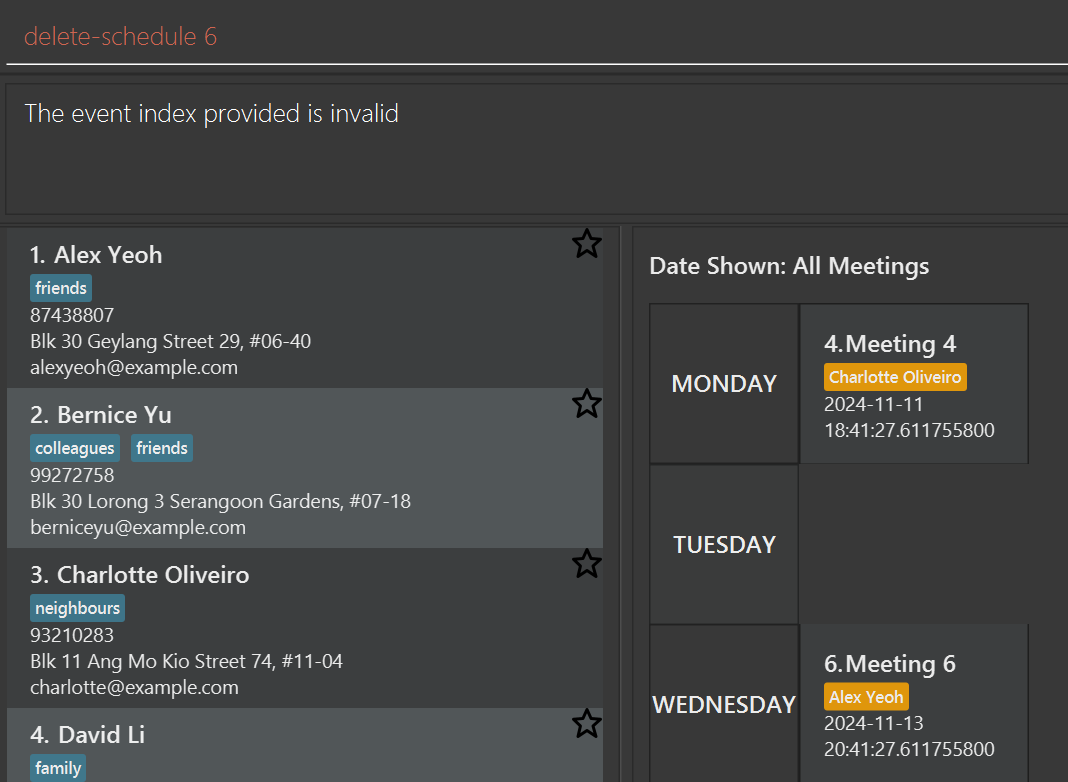 delete-schedule 6
The event index provided is invalid
1. Alex Yeoh
friends
87438807
Blk 30 Geylang Street 29, #06-40
alexyeoh@example.com
2. Bernice Yu
colleagues friends
99272758
Blk 30 Lorong 3 Serangoon Gardens, #07-18
berniceyu@example.com
3. Charlotte Oliveiro
neighbours
93210283
Blk 11 Ang Mo Kio Street 74, #11-04
charlotte@example.com
4. David Li
family
Date Shown: All Meetings
MONDAY
4.Meeting 4
Charlotte Oliveiro
2024-11-11
18:41:27.611755800
TUESDAY
WEDNESDAY
6.Meeting 6
Alex Yeoh
2024-11-13
20:41:27.611755800